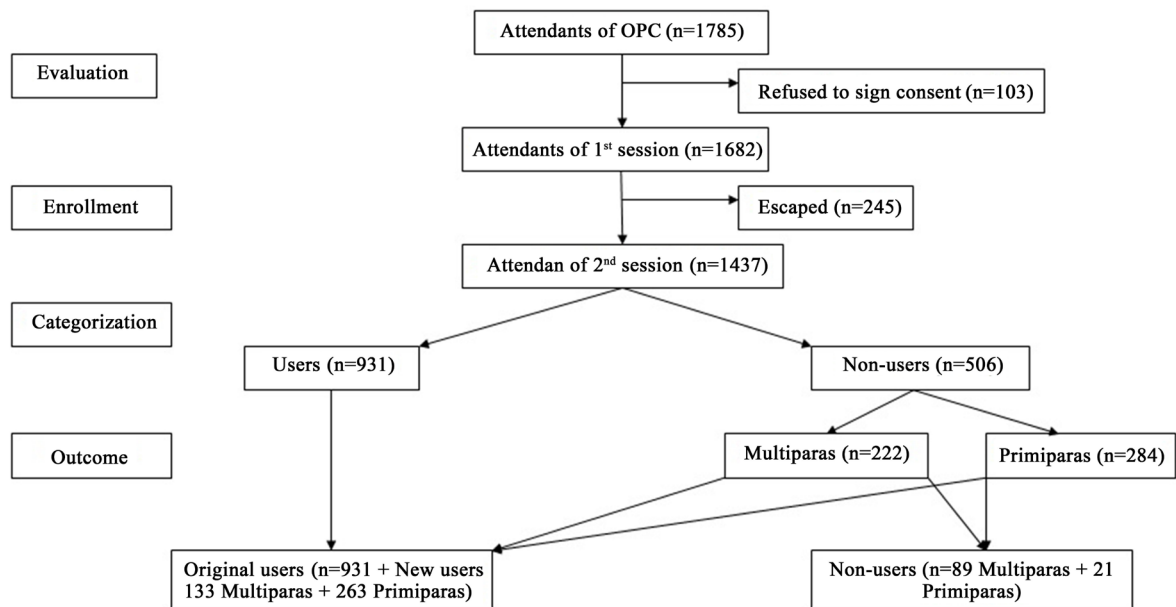 Attendants of OPC (n=1785)
Evaluation
Refused to sign consent (n=103)
Attendants of 1st session (n=1682)
Enrollment
Escaped (n=245)
Attendan of 2nd session (n=1437)
Categorization
Users (n=931)
Non-users (n=506)
Outcome
Multiparas (n=222)
Primiparas (n=284)
Original users (n=931 + New users
133 Multiparas + 263 Primiparas)
Non-users (n=89 Multiparas + 21
Primiparas)